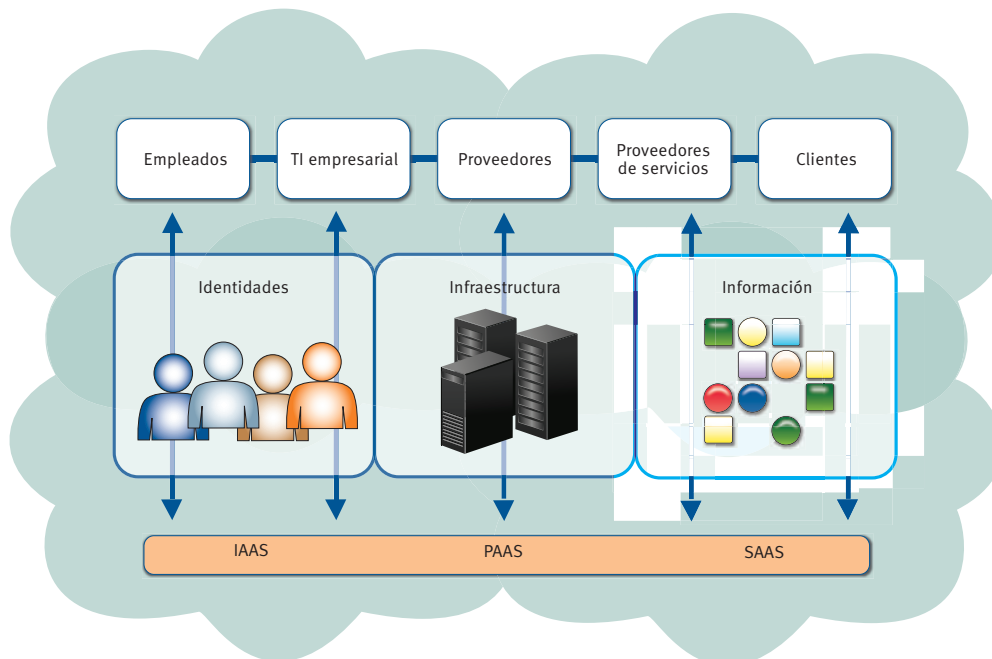 Empleados
TI empresarial
Proveedores
Proveedores
de servicios
Clientes
Identidades
Infraestructura
Información
IAAS
PAAS
SAAS